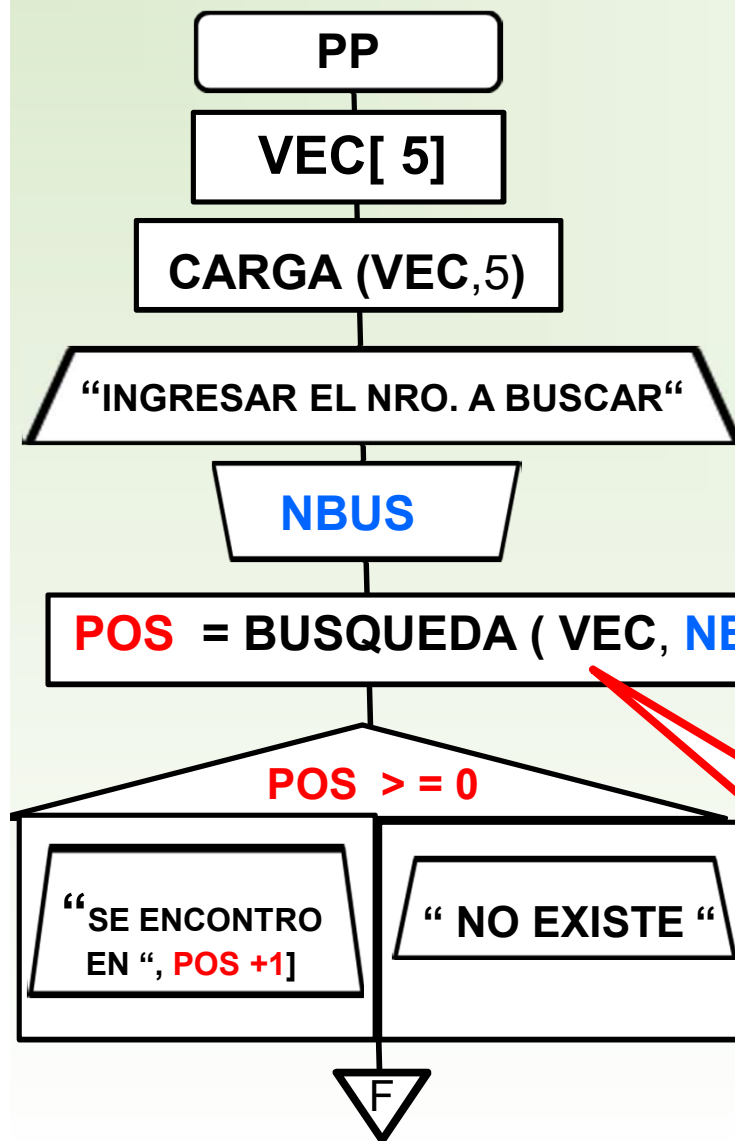 PP
VEC[ 5]
CARGA (VEC,5)
“INGRESAR EL NRO. A BUSCAR“
NBUS
POS = BUSQUEDA ( VEC,
POS > = 0
“SE ENCONTRO
EN “, POS +1]
“ NO EXISTE “
F